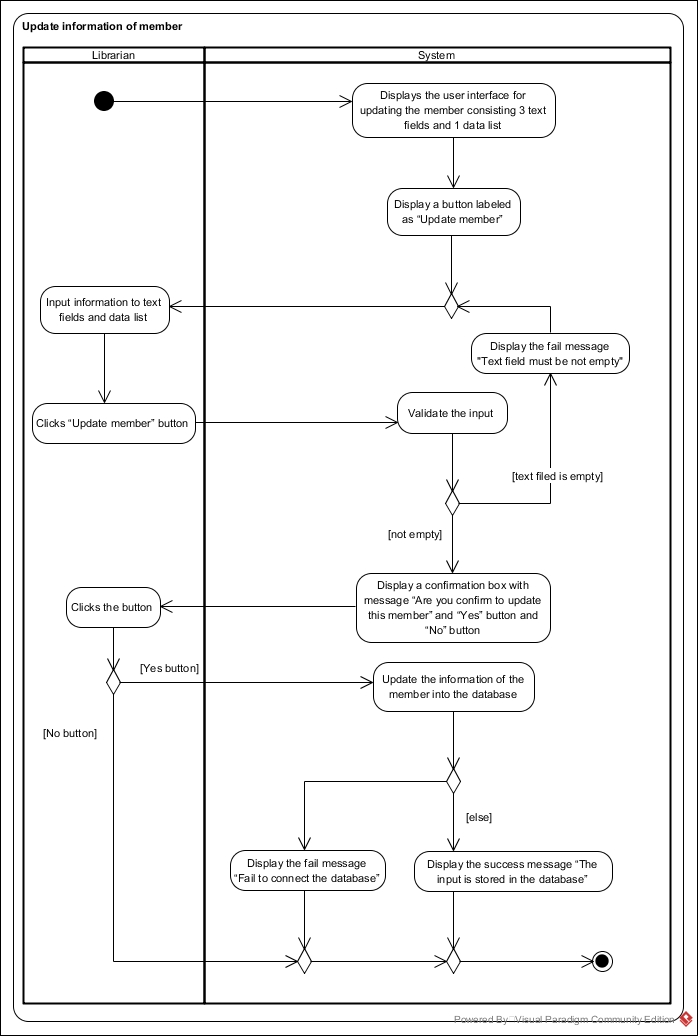 Update information of member
Librarian
System
Displays the user interface for
updating the member consisting 3 text
fields and 1 data list
Display a button labeled
as “Update member”
Input information to text
fields and data list
Display the fail message
"Text field must be not empty"
Clicks “Update member” button
Validate the input
[text filed is empty]
[not empty]
Display a confirmation box with
message “Are you confirm to update
this member” and “Yes” button and
“No” button
Clicks the button
[Yes button]
Update the information of the
member into the database
[No button]
[else]
Display the fail message
“Fail to connect the database”
Display the success message “The
input is stored in the database”
Powered By Visual Paradigm Community Edition